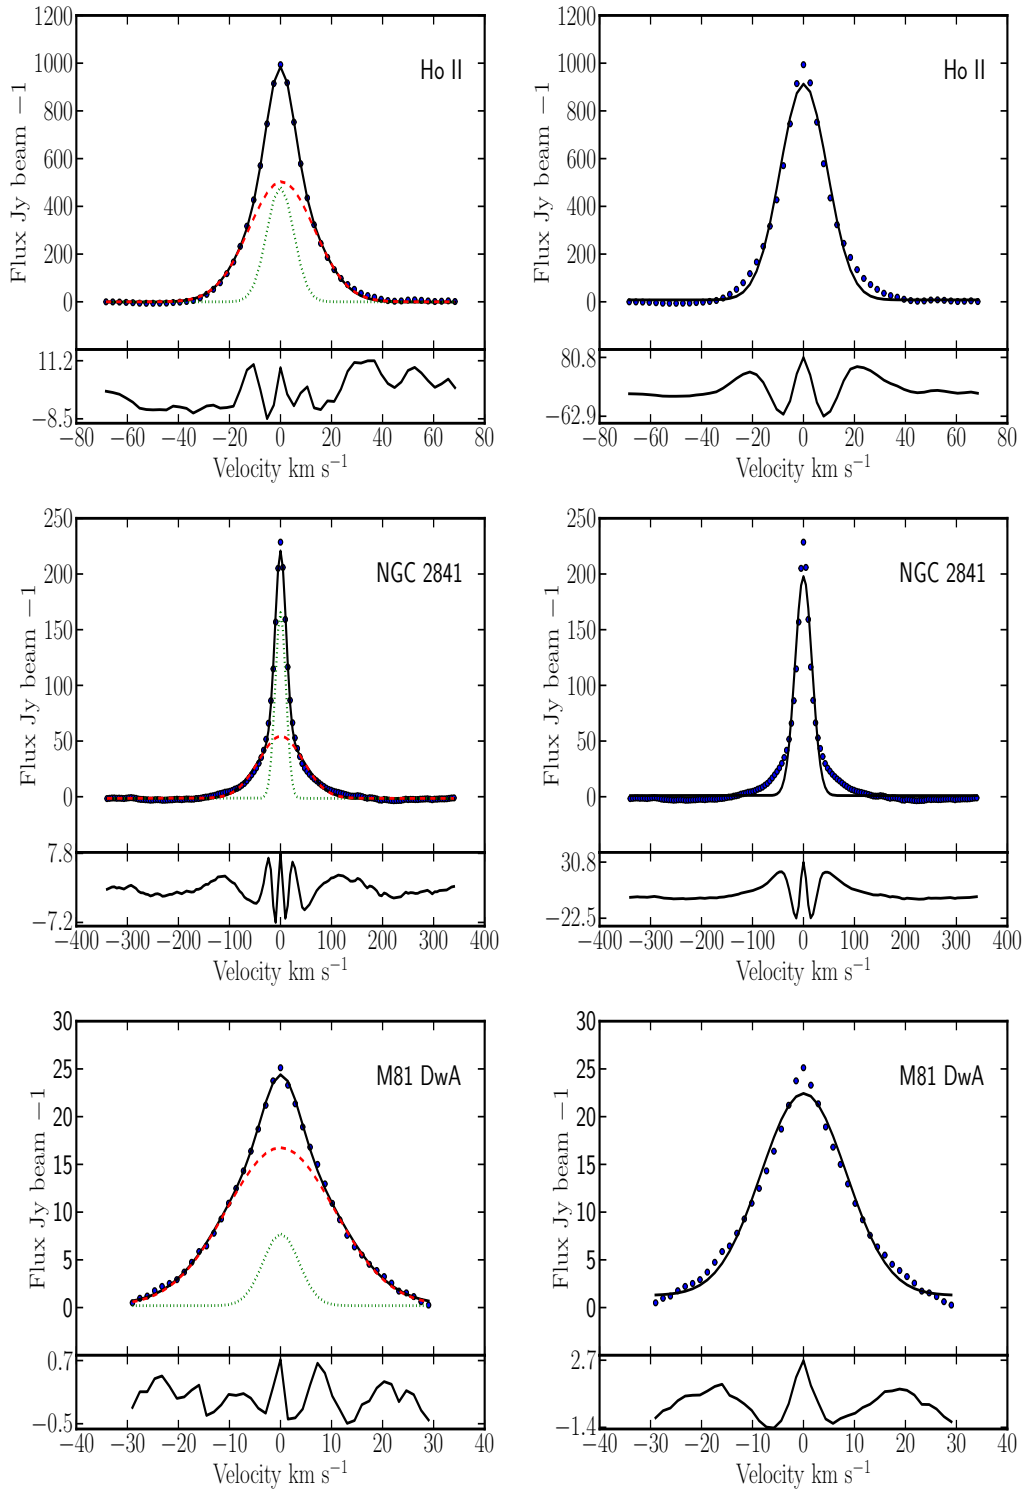 1200
1000
800
600
400
200
0
Flux Jy beam −1
Ho II
11.2
−8.5
−80 −60 −40 −20 0 20 40 60 80
Velocity km s−1
1200
1000
800
600
400
200
0
Flux Jy beam −1
Ho II
80.8
−62.9
−80 −60 −40 −20 0 20 40 60 80
Velocity km s−1
250
200
150
100
50
0
Flux Jy beam −1
NGC 2841
7.8
−7.2
−400 −300 −200 −100 0 100 200 300 400
Velocity km s−1
250
200
150
100
50
0
Flux Jy beam −1
NGC 2841
30.8
−22.5
−400 −300 −200 −100 0 100 200 300 400
Velocity km s−1
30
25
20
15
10
5
0
Flux Jy beam −1
M81 DwA
0.7
−0.5
−40 −30 −20 −10 0 10 20 30 40
Velocity km s−1
30
25
20
15
10
5
0
Flux Jy beam −1
M81 DwA
2.7
−1.4
−40 −30 −20 −10 0 10 20 30 40
Velocity km s−1